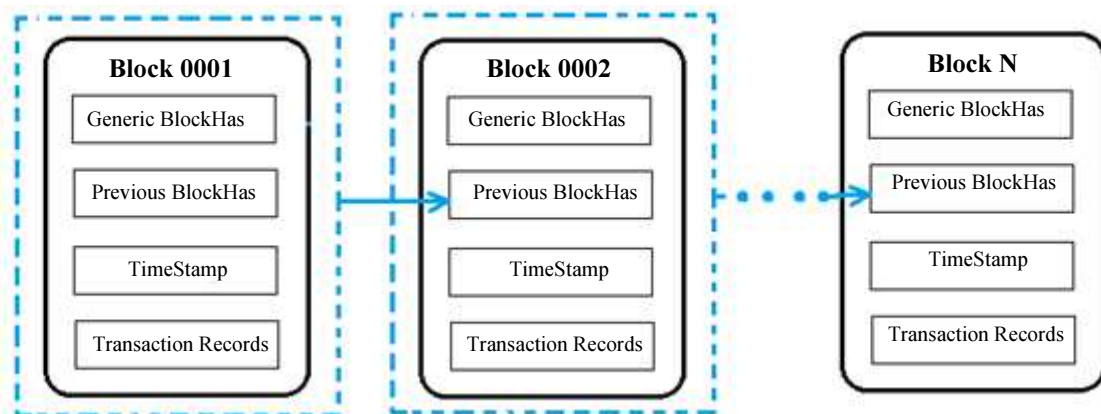 Block 0001
Generic BlockHas
Previous BlockHas
TimeStamp
Transaction Records
Block 0002
Generic BlockHas
Previous BlockHas
TimeStamp
Transaction Records
Block N
Generic BlockHas
Previous BlockHas
TimeStamp
Transaction Records